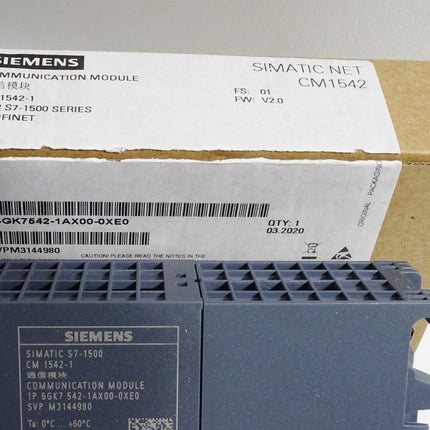 SIEMENS
COMMUNICATION MODULE
通信模块
1542-1
S7-1500 SERIES
SIMATIC NET
CM1542
FS: 01
FW: V2.0
6GK7542-1AX00-0XE0
QTY: 1
03.2020
VPM3144980
CAUTION! PLEASE READ THE NOTES IN THE
ORIGINAL PACKAGING
SIEMENS
SIMATIC S7-1500
CM 1542-1
通信模块
COMMUNICATION MODULE
1P 6GK7 542-1AX00-0XE0
SVP M3144980
Ta: 0°C ... +60°C